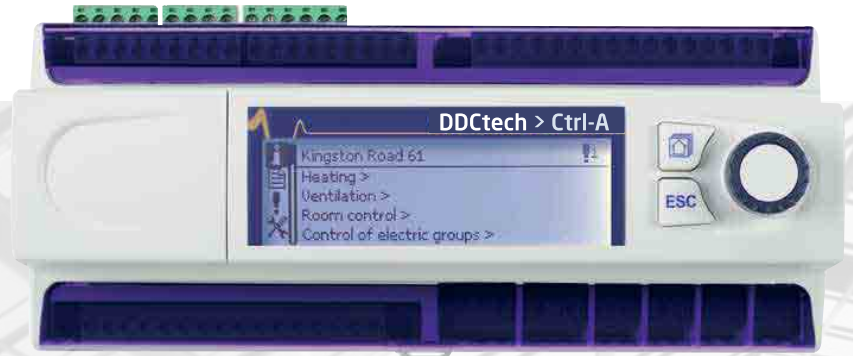 DDCtech > Ctrl-A
Kingston Road 61
Heating >
Ventilation >
Room control >
Control of electric groups >
ESC